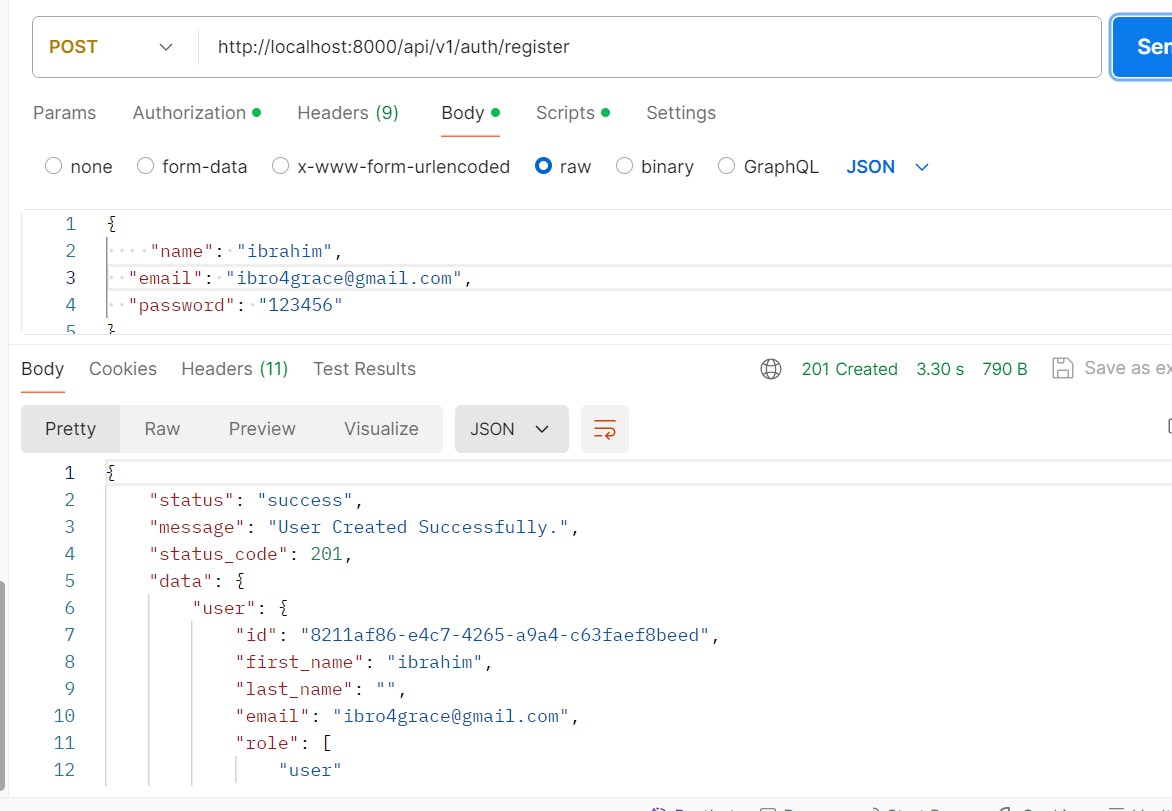 POST http://localhost:8000/api/v1/auth/register
Params Authorization Headers (9) Body Scripts Settings
none form-data x-www-form-urlencoded raw binary GraphQL JSON
1 {
2 "name": "ibrahim",
3 "email": "ibro4grace@gmail.com",
4 "password": "123456"
5 }
Body Cookies Headers (11) Test Results 201 Created 3.30 s 790 B Save as
Pretty Raw Preview Visualize JSON
1 {
2 "status": "success",
3 "message": "User Created Successfully.",
4 "status_code": 201,
5 "data": {
6 "user": {
7 "id": "8211af86-e4c7-4265-a9a4-c63faef8beed",
8 "first_name": "ibrahim",
9 "last_name": "",
10 "email": "ibro4grace@gmail.com",
11 "role": [
12 "user"